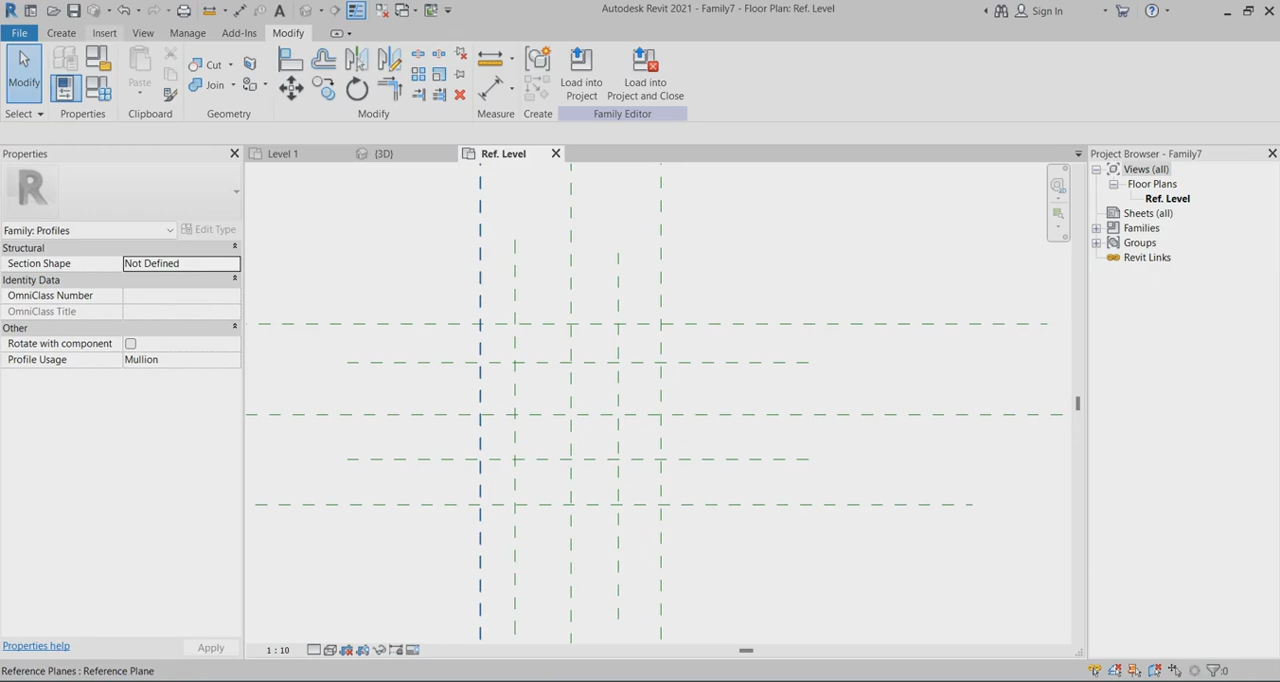 Autodesk Revit 2021 - Family7 - Floor Plan: Ref. Level
Sign In
File Create Insert View Manage Add-Ins Modify
Modify
Paste
Cut
Join
Load into
Project
Load into
Project and Close
Select Properties Clipboard Geometry Modify Measure Create Family Editor
Properties
Level 1
{3D}
Ref. Level
Project Browser - Family7
R
Family: Profiles
Edit Type
Structural
Section Shape Not Defined
Identity Data
OmniClass Number
OmniClass Title
Other
Rotate with component
Profile Usage Mullion
Views (all)
Floor Plans
Ref. Level
Sheets (all)
Families
Groups
Revit Links
Properties help
Apply
1 : 10
Reference Planes : Reference Plane
:0